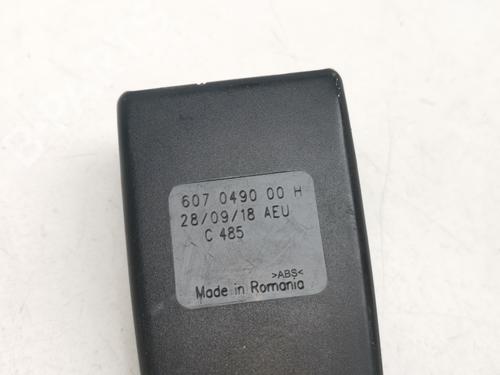 607 0490 00 H
28/09/18 AEU
C 485
>ABS<
Made in Romania